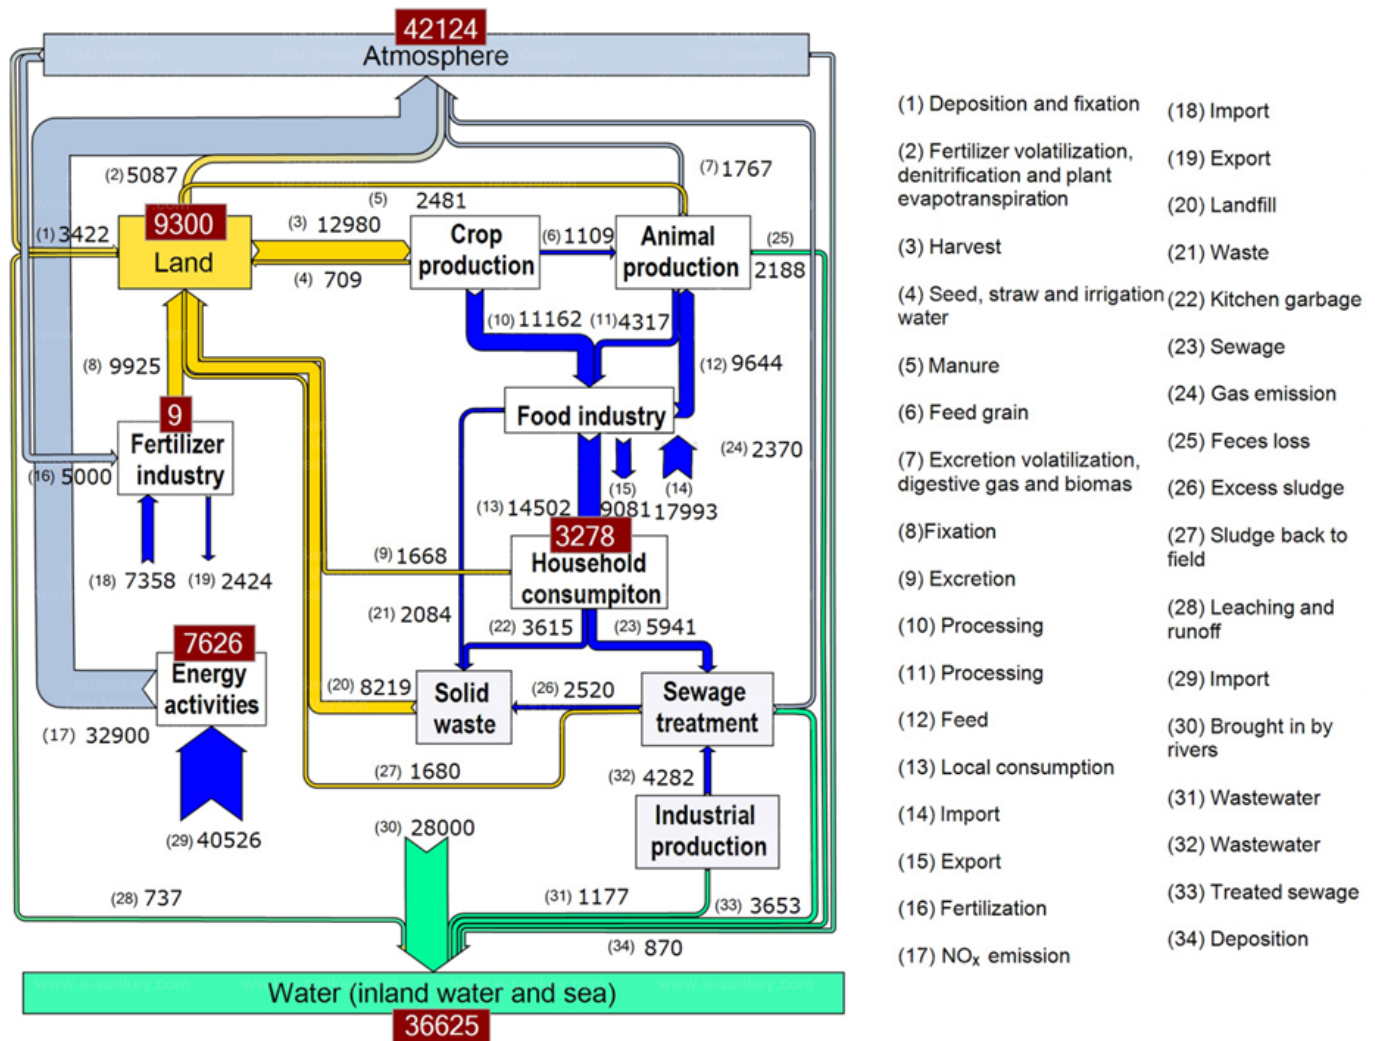 42124
Atmosphere
(2) 5087
(7) 1767
(5) 2481
(1) 3422
9300
Land
(3) 12980
(4) 709
Crop
production
(6) 1109
Animal
production
(25)
2188
(10) 11162
(11) 4317
(8) 9925
(12) 9644
9
Fertilizer
industry
Food industry
(16) 5000
(24) 2370
(13) 14502
(15)
9081
(14)
17993
3278
Household
consumpiton
(9) 1668
(18) 7358
(19) 2424
(21) 2084
(22) 3615
(23) 5941
7626
Energy
activities
(20) 8219
Solid
waste
(26) 2520
Sewage
treatment
(17) 32900
(27) 1680
(32) 4282
(29) 40526
(30) 28000
Industrial
production
(28) 737
(31) 1177
(33) 3653
(34) 870
www.e-sankey.com
Water (inland water and sea)
www.e-sankey.com
36625
(1) Deposition and fixation
(2) Fertilizer volatilization,
denitrification and plant
evapotranspiration
(3) Harvest
(4) Seed, straw and irrigation
water
(5) Manure
(6) Feed grain
(7) Excretion volatilization,
digestive gas and biomas
(8)Fixation
(9) Excretion
(10) Processing
(11) Processing
(12) Feed
(13) Local consumption
(14) Import
(15) Export
(16) Fertilization
(17) NOx emission
(18) Import
(19) Export
(20) Landfill
(21) Waste
(22) Kitchen garbage
(23) Sewage
(24) Gas emission
(25) Feces loss
(26) Excess sludge
(27) Sludge back to
field
(28) Leaching and
runoff
(29) Import
(30) Brought in by
rivers
(31) Wastewater
(32) Wastewater
(33) Treated sewage
(34) Deposition